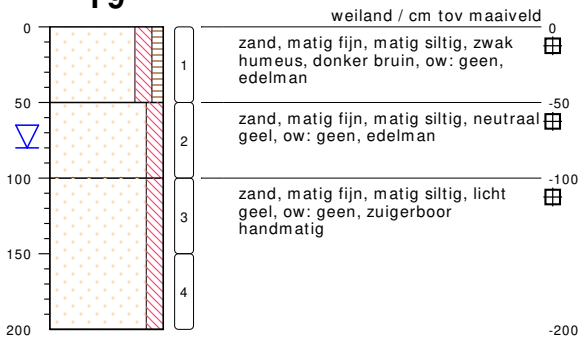 weiland / cm tov maaiveld
0
0
zand, matig fijn, matig siltig, zwak
humeus, donker bruin, ow: geen,
edelman
1
50
-50
zand, matig fijn, matig siltig, neutraal
geel, ow: geen, edelman
2
100
-100
zand, matig fijn, matig siltig, licht
geel, ow: geen, zuigerboor
handmatig
3
150
4
200
-200